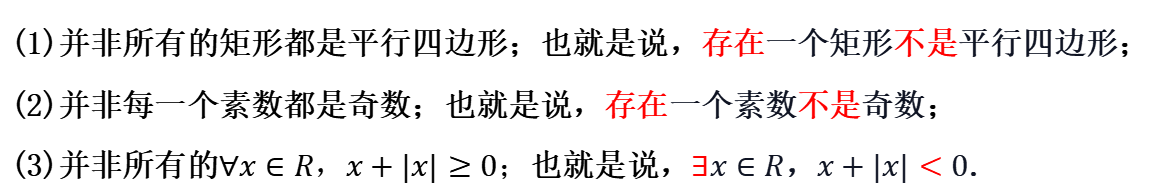 (1)并非所有的矩形都是平行四边形；也就是说，存在一个矩形不是平行四边形；
(2)并非每一个素数都是奇数；也就是说，存在一个素数不是奇数；
(3)并非所有的∀x ∈ R，x + |x| ≥ 0；也就是说，∃x ∈ R，x + |x| < 0.